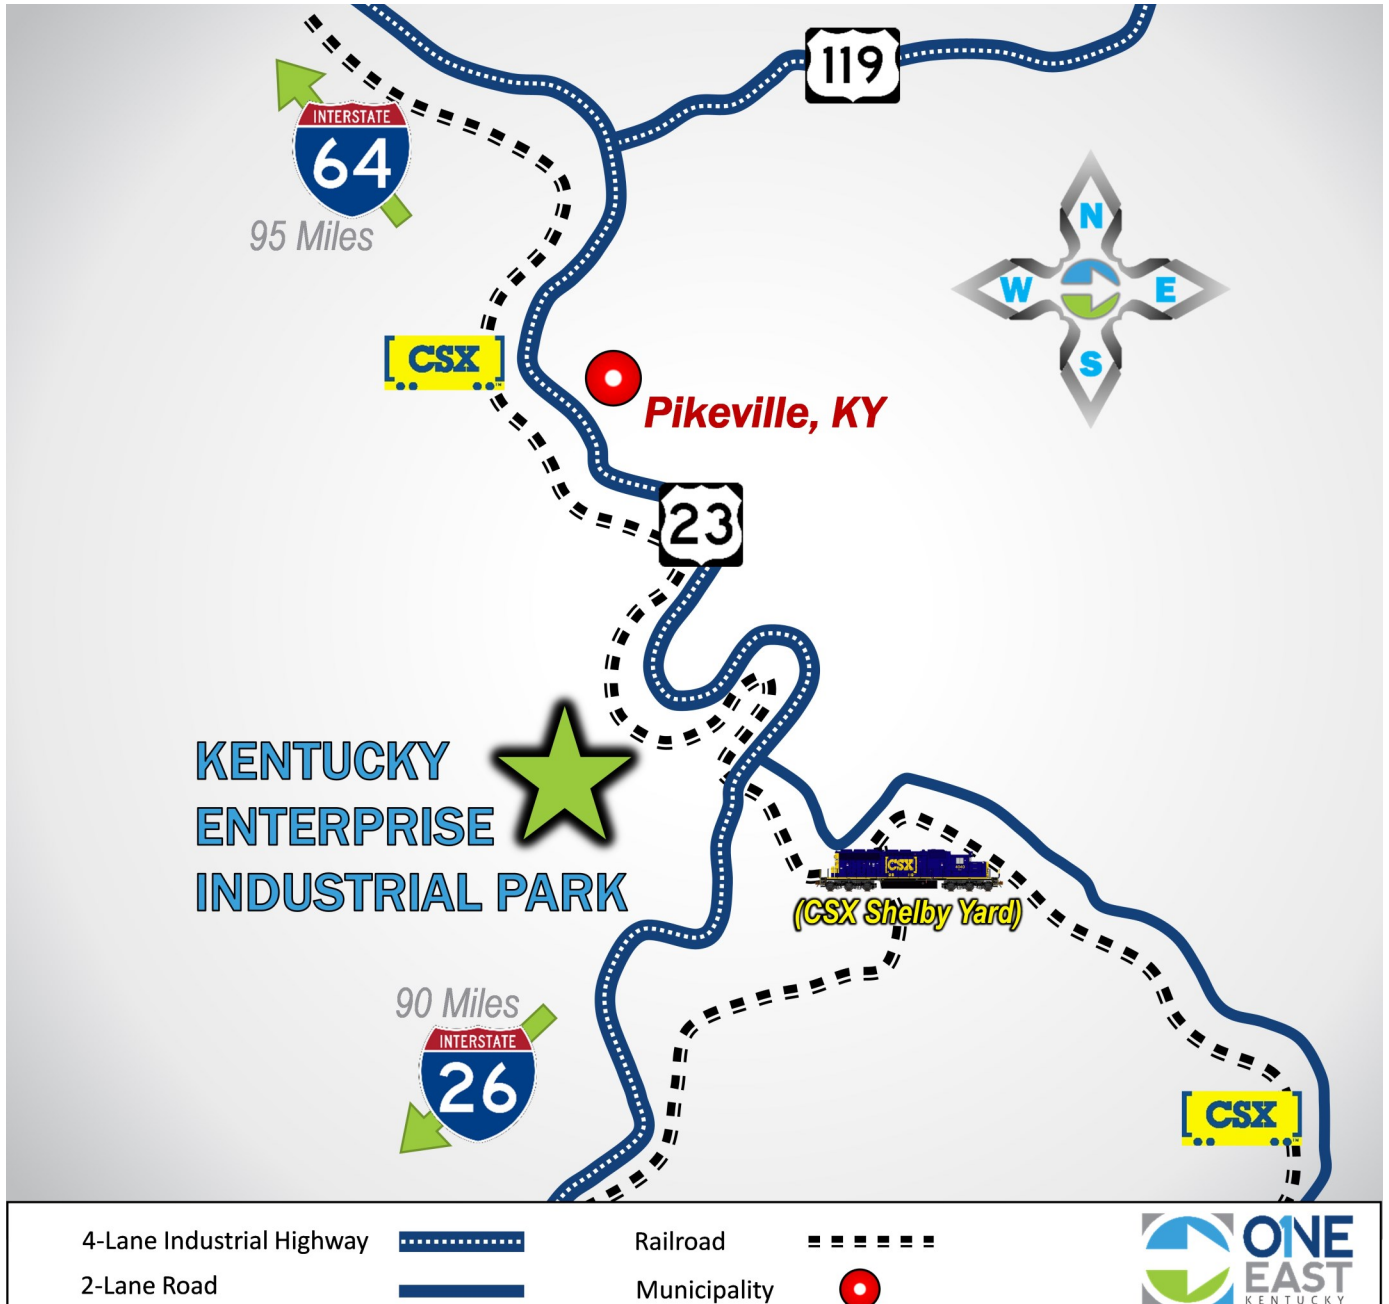 119
INTERSTATE
64
95 Miles
N
W
E
S
CSX
Pikeville, KY
23
KENTUCKY
ENTERPRISE
INDUSTRIAL PARK
CSX
(CSX Shelby Yard)
90 Miles
INTERSTATE
26
CSX
4-Lane Industrial Highway
Railroad
2-Lane Road
Municipality
ONE
EAST
KENTUCKY